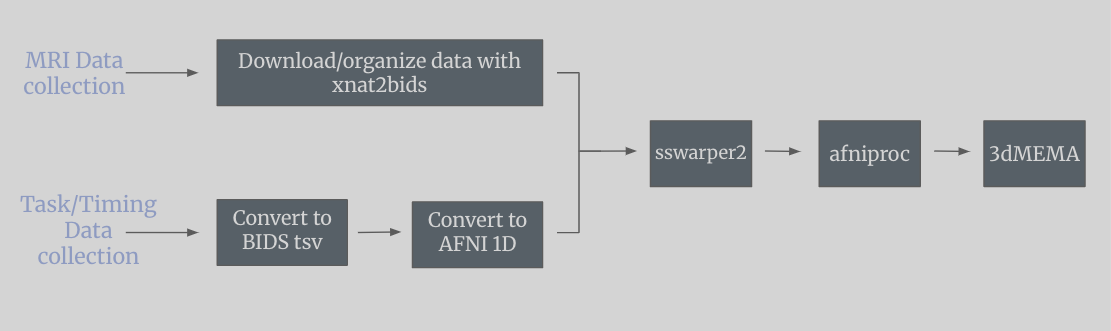 MRI Data
collection
Download/organize data with
xnat2bids
Task/Timing
Data
collection
Convert to
BIDS tsv
Convert to
AFNI 1D
sswarper2
afniproc
3dMEMA